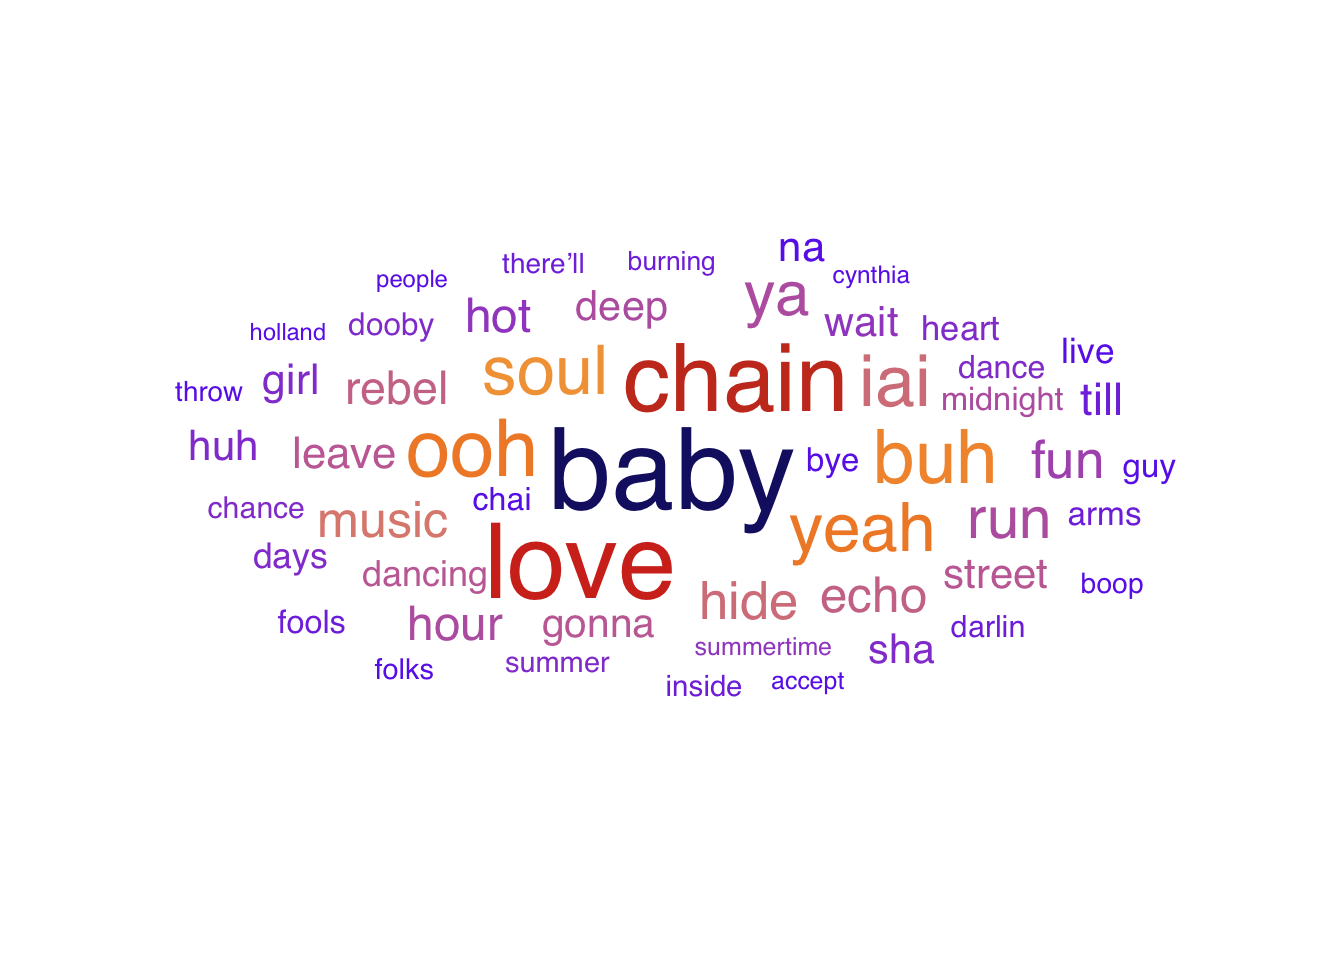 na
there’ll
burning
people
cynthia
ya
deep
hot
dooby
wait
heart
holland
live
soul
chain
iai
dance
girl
rebel
throw
midnight
till
huh
leave
ooh
baby
bye
buh
fun
guy
chance
chai
music
yeah
run
arms
days
dancing
love
street
boop
hide
echo
fools
hour
gonna
darlin
summertime
sha
folks
summer
inside
accept